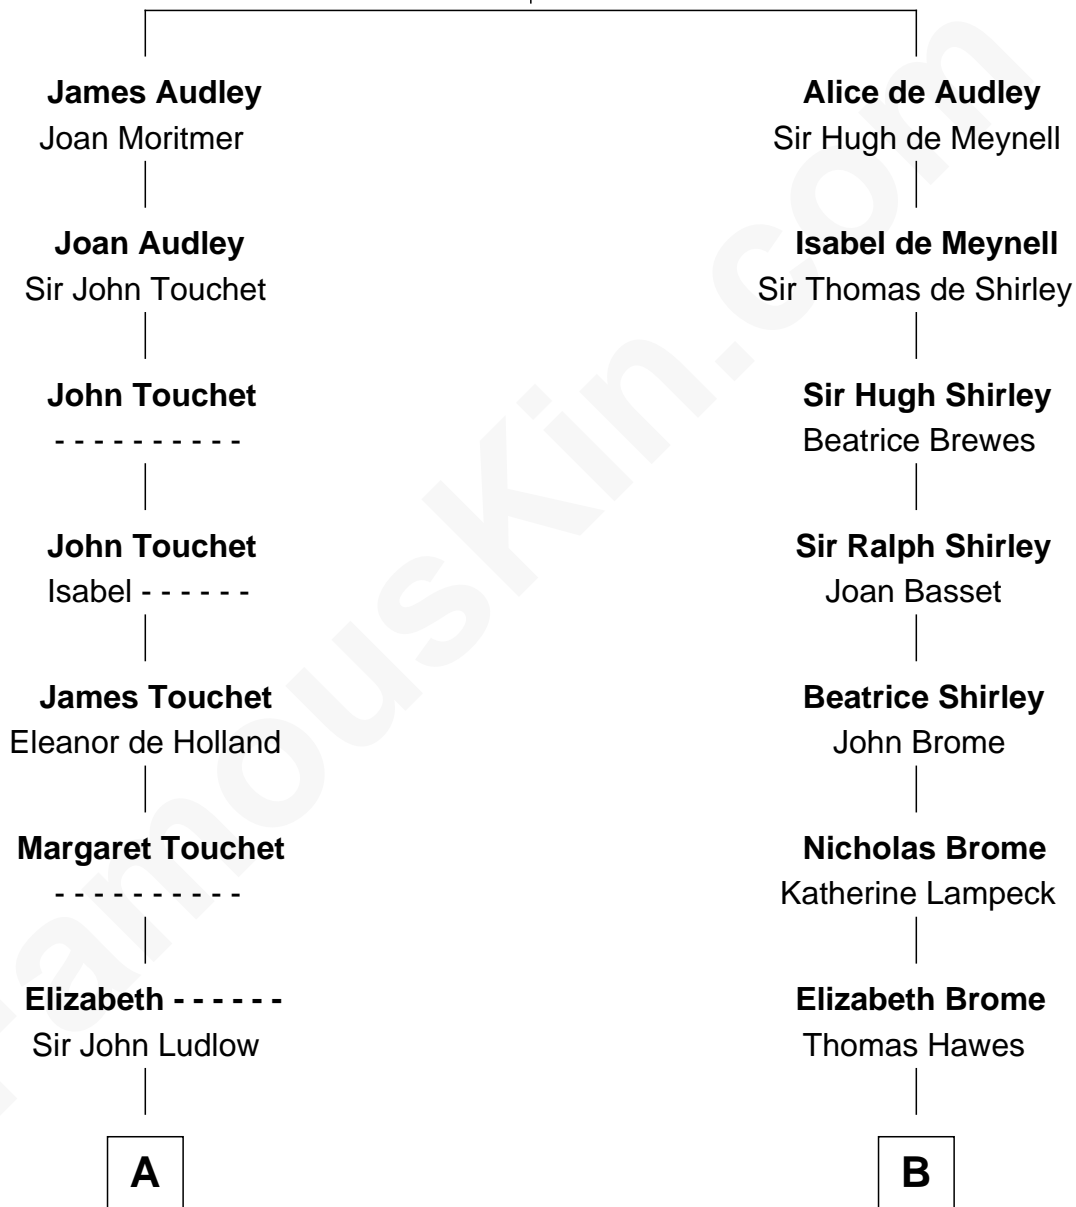 James Audley
Joan Moritmer
Joan Audley
Sir John Touchet
John Touchet
- - - - - - - - - -
John Touchet
Isabel - - - - - -
James Touchet
Eleanor de Holland
Margaret Touchet
- - - - - - - - - -
Elizabeth - - - - - -
Sir John Ludlow
A
Alice de Audley
Sir Hugh de Meynell
Isabel de Meynell
Sir Thomas de Shirley
Sir Hugh Shirley
Beatrice Brewes
Sir Ralph Shirley
Joan Basset
Beatrice Shirley
John Brome
Nicholas Brome
Katherine Lampeck
Elizabeth Brome
Thomas Hawes
B
FamousKin.com